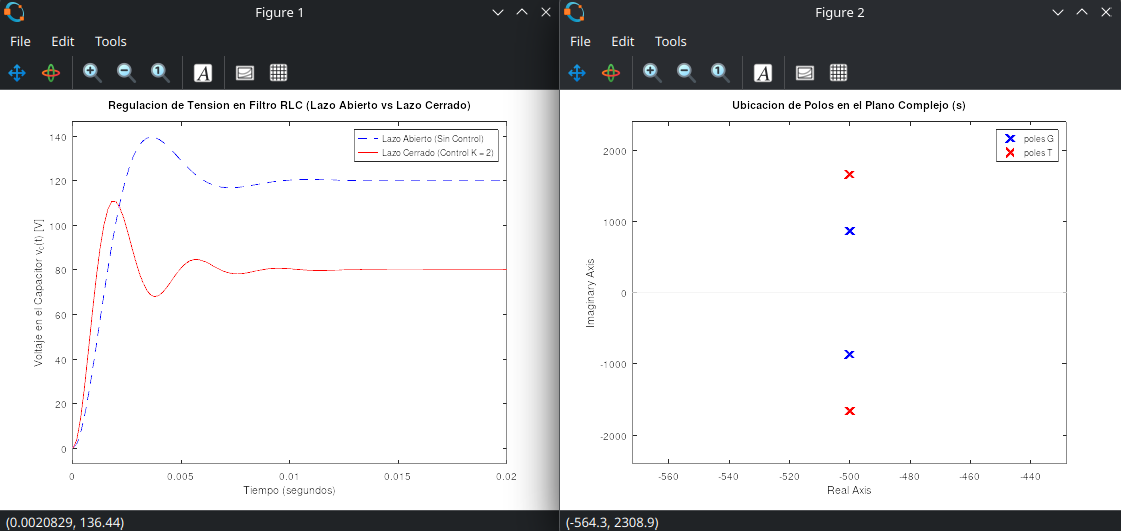 Figure 1
File Edit Tools
A
Regulacion de Tension en Filtro RLC (Lazo Abierto vs Lazo Cerrado)
Lazo Abierto (Sin Control)
Lazo Cerrado (Control K = 2)
Voltaje en el Capacitor v_c(t) [V]
140
120
100
80
60
40
20
0
0 0.005 0.01 0.015 0.02
Tiempo (segundos)
(0.0020829, 136.44)
Figure 2
File Edit Tools
A
Ubicacion de Polos en el Plano Complejo (s)
poles G
poles T
Imaginary Axis
2000
1000
0
-1000
-2000
-560 -540 -520 -500 -480 -460 -440
Real Axis
(-564.3, 2308.9)